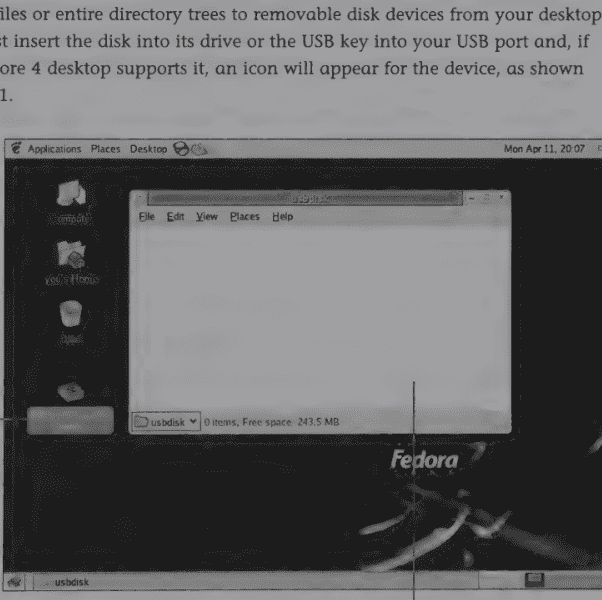 files or entire directory trees to removable disk devices from your desktop
st insert the disk into its drive or the USB key into your USB port and, if
ore 4 desktop supports it, an icon will appear for the device, as shown
1.
Applications Places Desktop Mon Apr 11, 20:07
usbdisk
File Edit View Places Help
Computer
usbdisk 0 items, Free space: 243.5 MB
Fedora
usbdisk